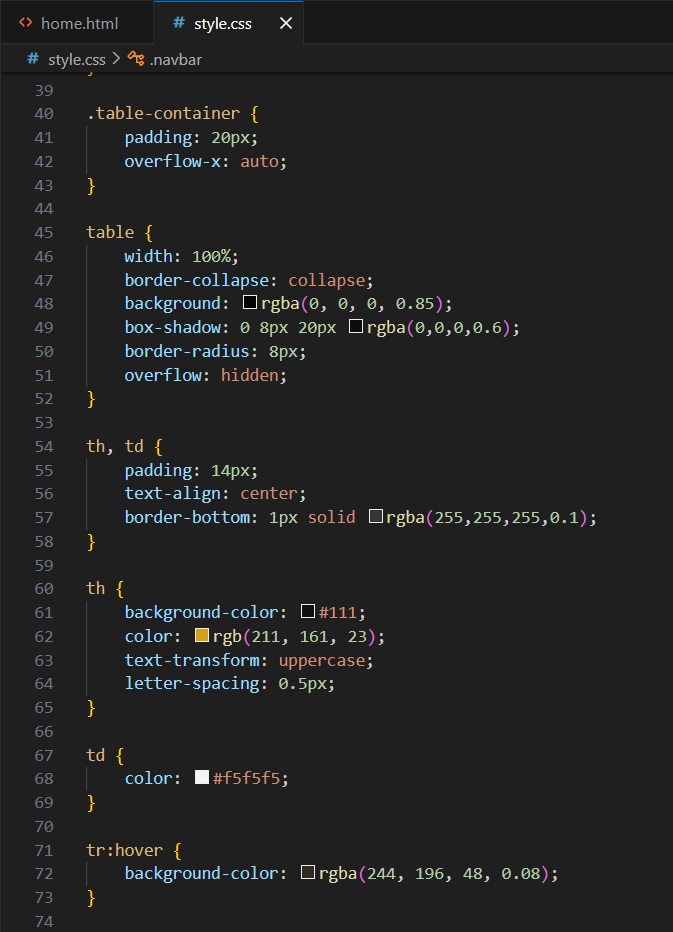 home.html
style.css
style.css > .navbar
}
39
40 .table-container {
41 padding: 20px;
42 overflow-x: auto;
43 }
44
45 table {
46 width: 100%;
47 border-collapse: collapse;
48 background: rgba(0, 0, 0, 0.85);
49 box-shadow: 0 8px 20px rgba(0,0,0,0.6);
50 border-radius: 8px;
51 overflow: hidden;
52 }
53
54 th, td {
55 padding: 14px;
56 text-align: center;
57 border-bottom: 1px solid rgba(255,255,255,0.1);
58 }
59
60 th {
61 background-color: #111;
62 color: rgb(211, 161, 23);
63 text-transform: uppercase;
64 letter-spacing: 0.5px;
65 }
66
67 td {
68 color: #f5f5f5;
69 }
70
71 tr:hover {
72 background-color: rgba(244, 196, 48, 0.08);
73 }
74